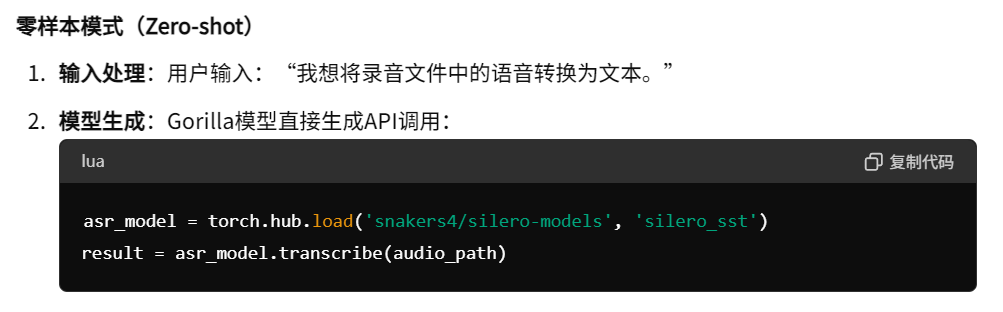 零样本模式（Zero-shot）
1. 输入处理：用户输入：“我想将录音文件中的语音转换为文本。”
2. 模型生成：Gorilla模型直接生成API调用：
lua 复制代码
asr_model = torch.hub.load('snakers4/silero-models', 'silero_sst')
result = asr_model.transcribe(audio_path)